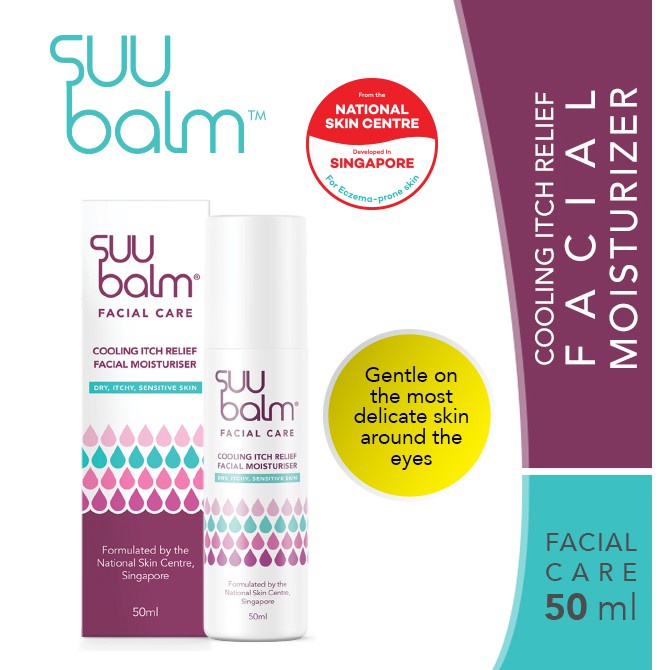 suu
balm™
From the
NATIONAL
SKIN CENTRE
Developed In
SINGAPORE
For Eczema-prone Skin
COOLING ITCH RELIEF
FACIAL
MOISTURIZER
suu
balm®
FACIAL CARE
COOLING ITCH RELIEF
FACIAL MOISTURISER
DRY, ITCHY, SENSITIVE SKIN
Formulated by the
National Skin Centre,
Singapore
50ml
suu
balm®
FACIAL CARE
COOLING ITCH RELIEF
FACIAL MOISTURISER
DRY, ITCHY, SENSITIVE SKIN
Formulated by the
National Skin Centre,
Singapore
50ml
Gentle on
the most
delicate skin
around the
eyes
FACIAL
CARE
50 ml